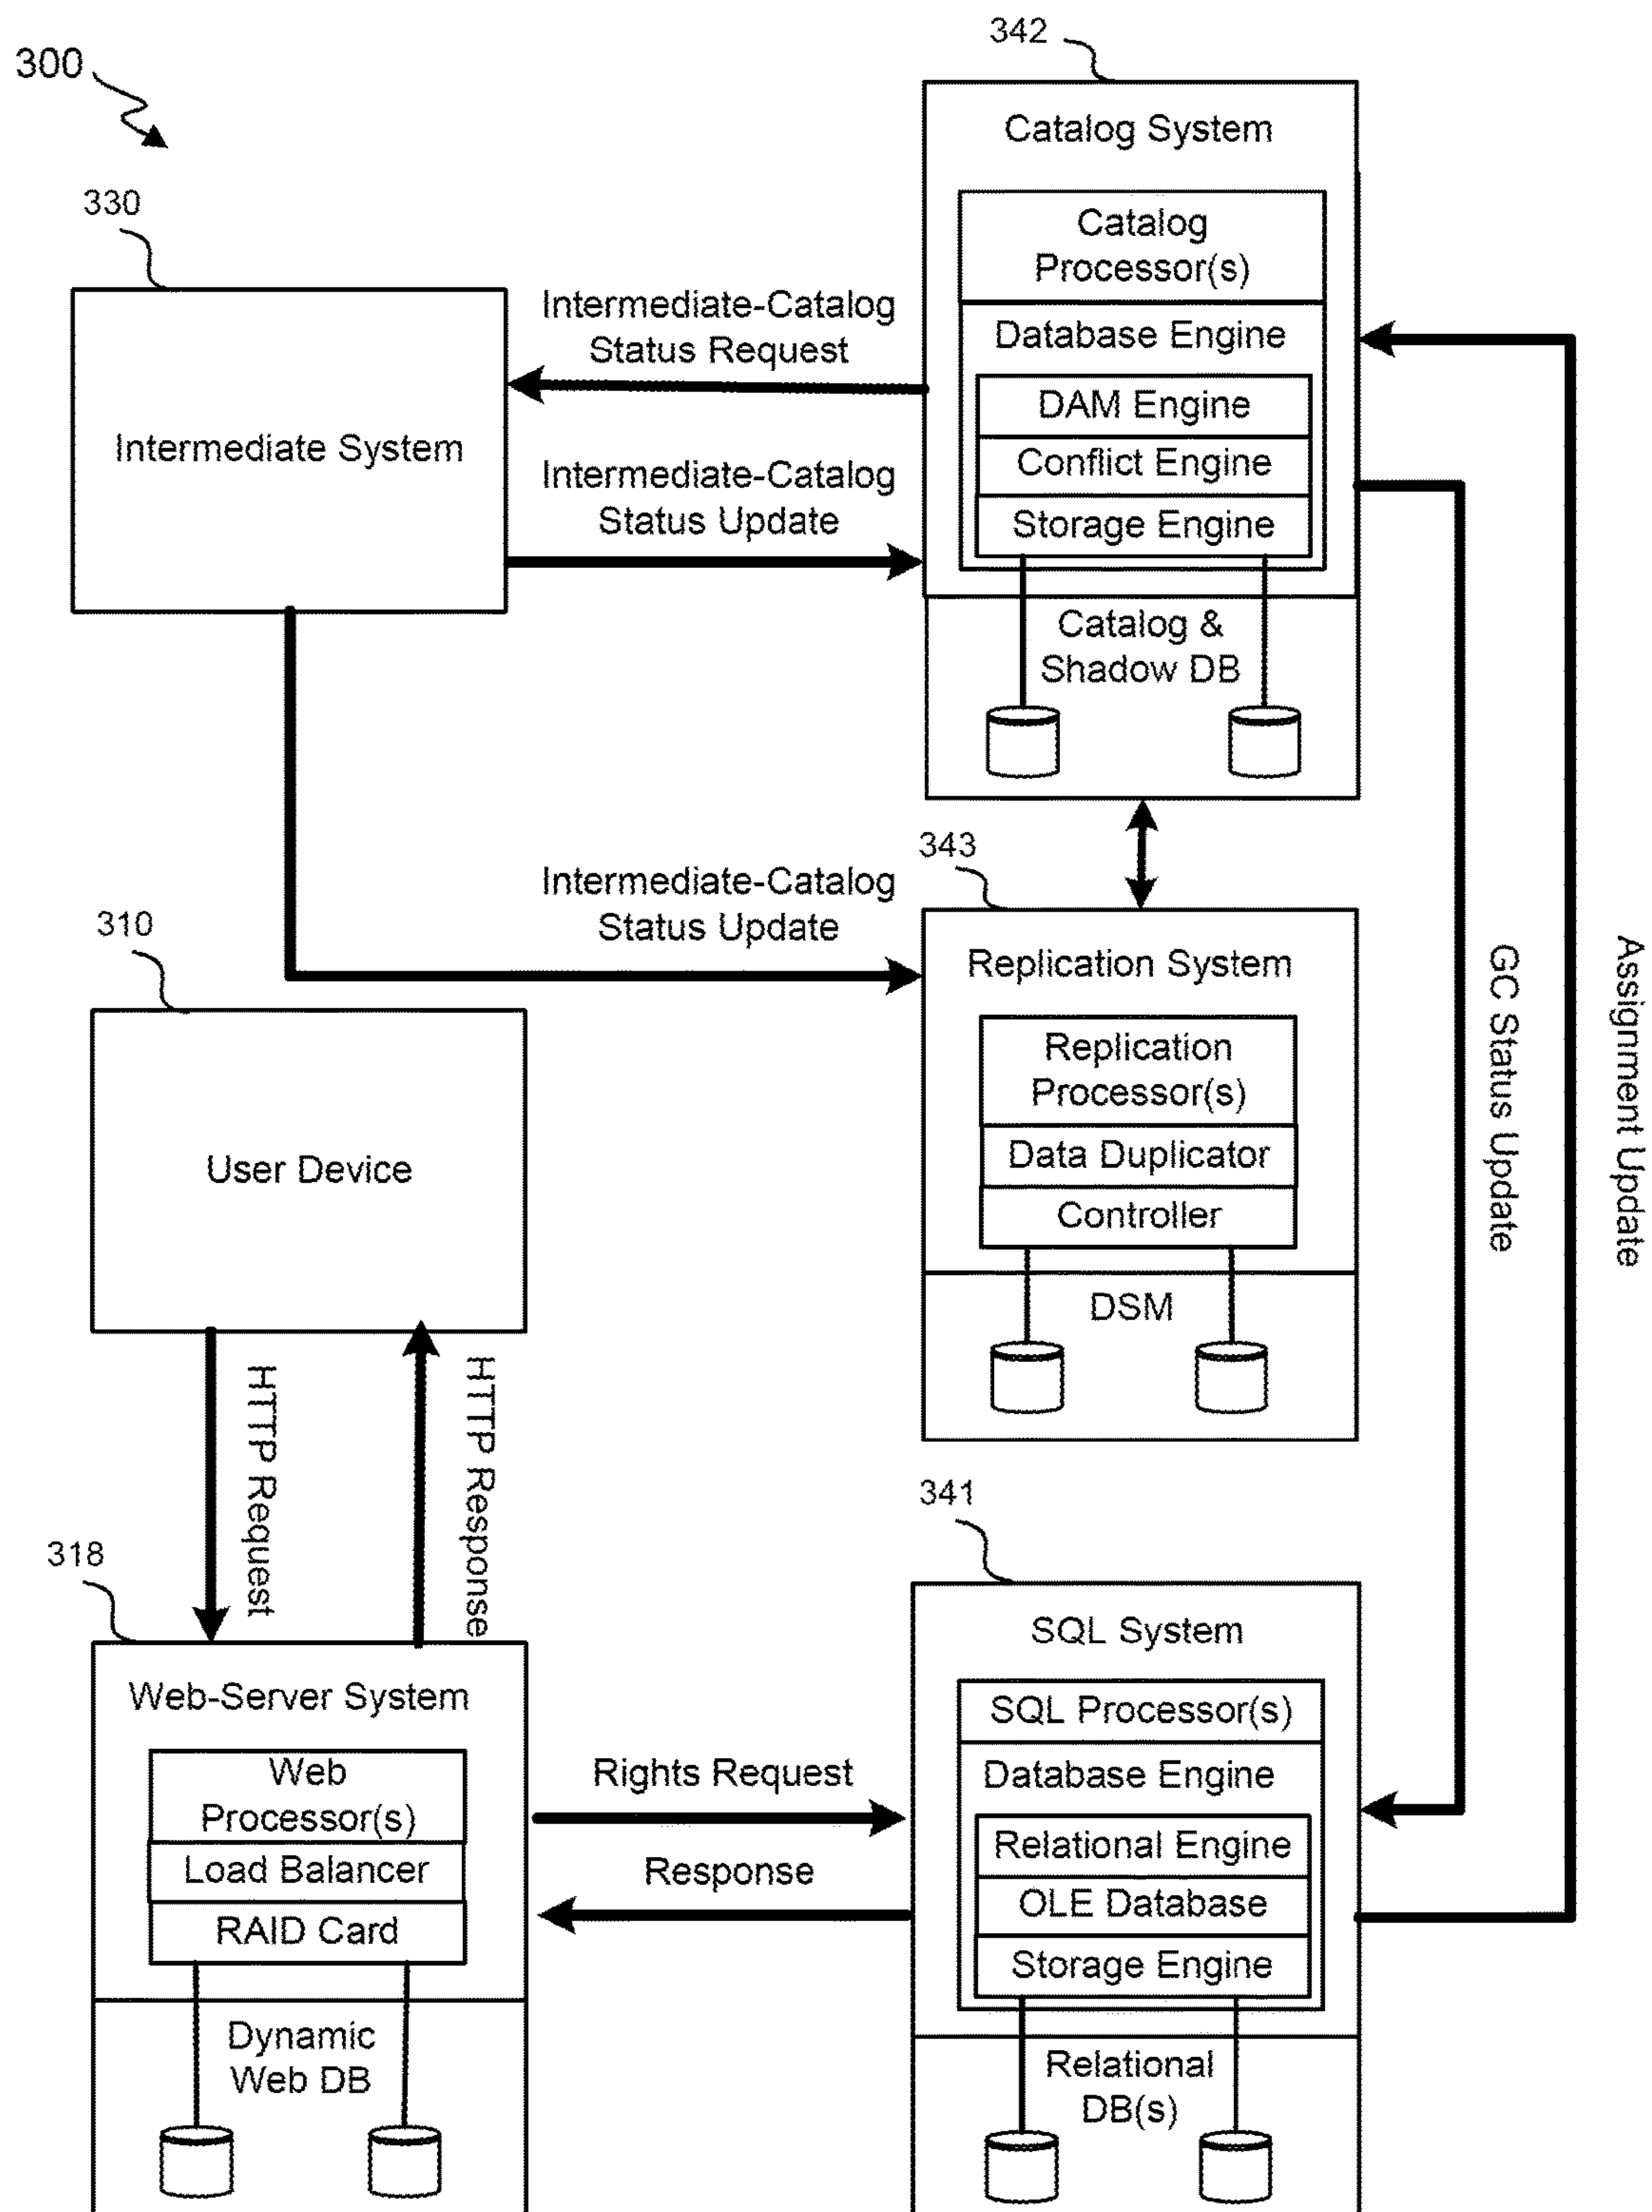 300
342
Catalog System
Catalog
Processor(s)
Database Engine
DAM Engine
Conflict Engine
Storage Engine
Catalog &
Shadow DB
330
Intermediate System
Intermediate-Catalog
Status Request
Intermediate-Catalog
Status Update
Intermediate-Catalog
Status Update
343
Replication System
Replication
Processor(s)
Data Duplicator
Controller
DSM
GC Status Update
Assignment Update
310
User Device
HTTP Request
HTTP Response
318
Web-Server System
Web
Processor(s)
Load Balancer
RAID Card
Dynamic
Web DB
Rights Request
Response
341
SQL System
SQL Processor(s)
Database Engine
Relational Engine
OLE Database
Storage Engine
Relational
DB(s)